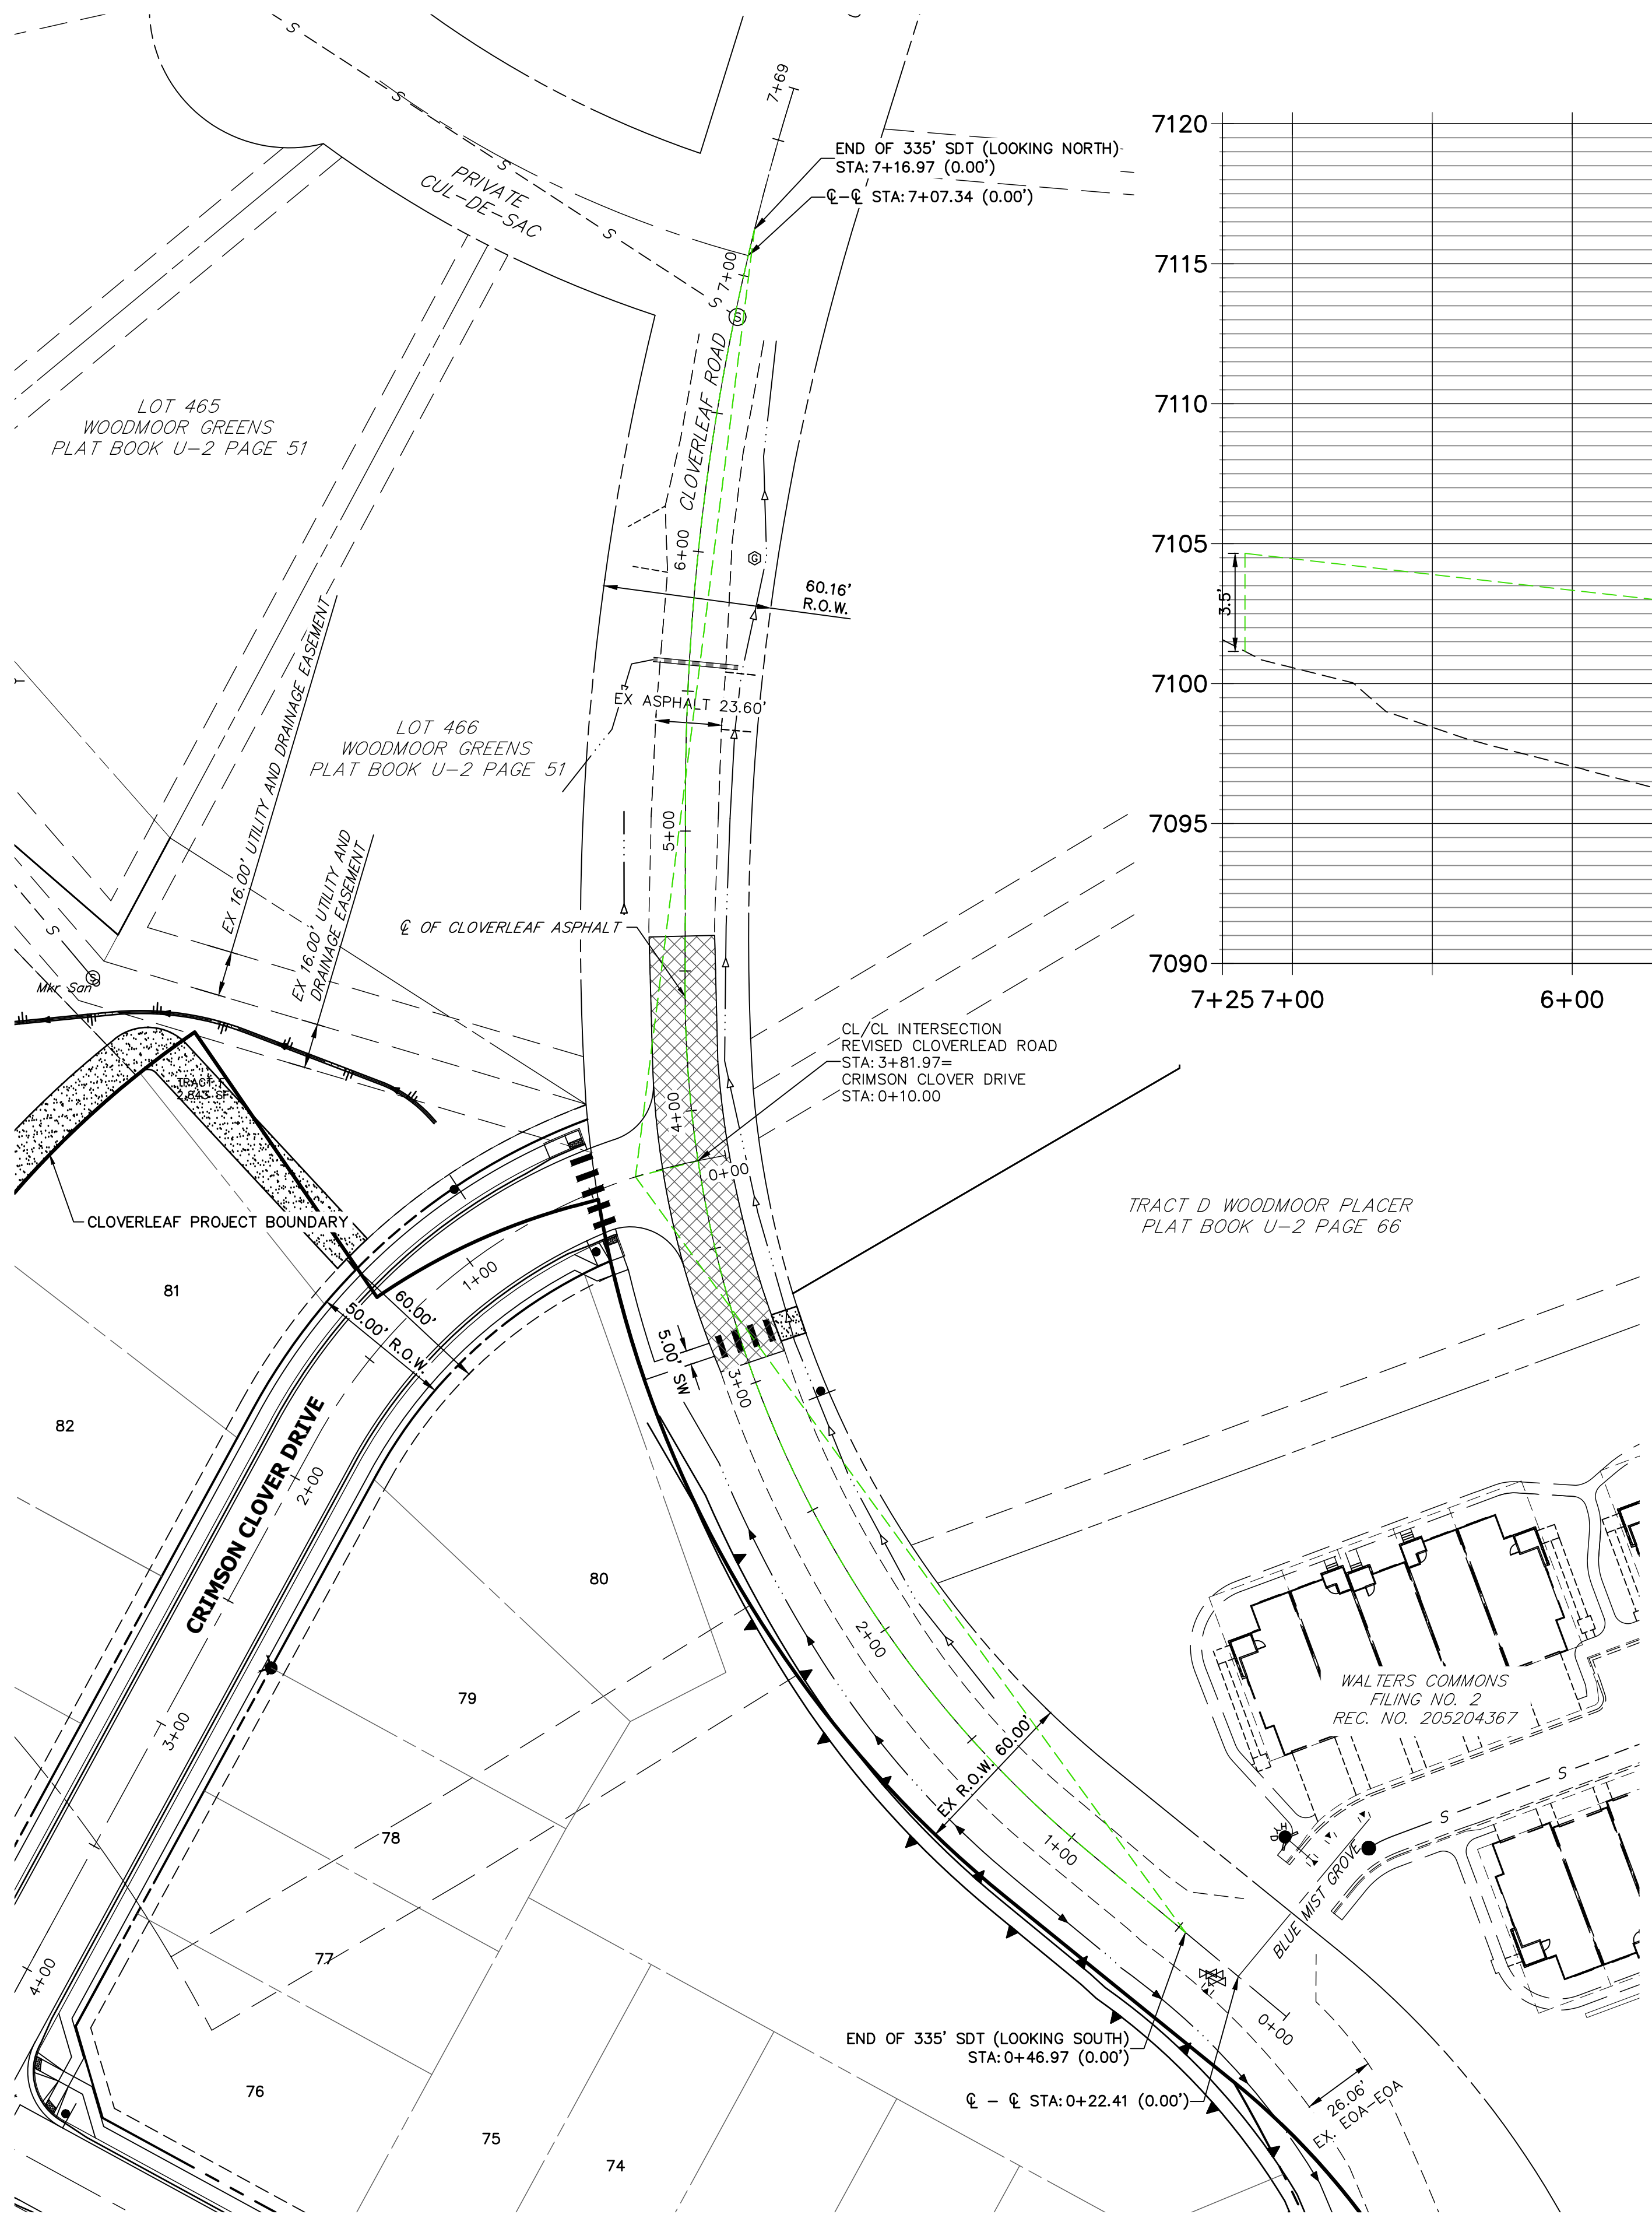 7+69
END OF 335' SDT (LOOKING NORTH)
STA: 7+16.97 (0.00')
℄-℄ STA: 7+07.34 (0.00')
PRIVATE
CUL-DE-SAC
S
S
S
S
S
S
7+00
CLOVERLEAF ROAD
LOT 465
WOODMOOR GREENS
PLAT BOOK U-2 PAGE 51
6+00
G
60.16'
R.O.W.
EX ASPHALT 23.60'
LOT 466
WOODMOOR GREENS
PLAT BOOK U-2 PAGE 51
EX 16.00' UTILITY AND DRAINAGE EASEMENT
EX 16.00' UTILITY AND
DRAINAGE EASEMENT
5+00
℄ OF CLOVERLEAF ASPHALT
S
S
Mkr San
CL/CL INTERSECTION
REVISED CLOVERLEAD ROAD
STA: 3+81.97=
CRIMSON CLOVER DRIVE
STA: 0+10.00
TRACT
2,843 SF
4+00
0+00
CLOVERLEAF PROJECT BOUNDARY
TRACT D WOODMOOR PLACER
PLAT BOOK U-2 PAGE 66
81
1+00
60.00'
50.00' R.O.W.
5.00' SW
3+00
82
CRIMSON CLOVER DRIVE
2+00
80
2+00
79
3+00
EX R.O.W. 60.00'
WALTERS COMMONS
FILING NO. 2
REC. NO. 205204367
S
S
HYD
78
1+00
BLUE MIST GROVE
77
4+00
0+00
END OF 335' SDT (LOOKING SOUTH)
STA: 0+46.97 (0.00')
℄ - ℄ STA: 0+22.41 (0.00')
26.06'
EX. EOA-EOA
76
75
74
7120
7115
7110
7105
3.5'
7100
7095
7090
7+25 7+00
6+00